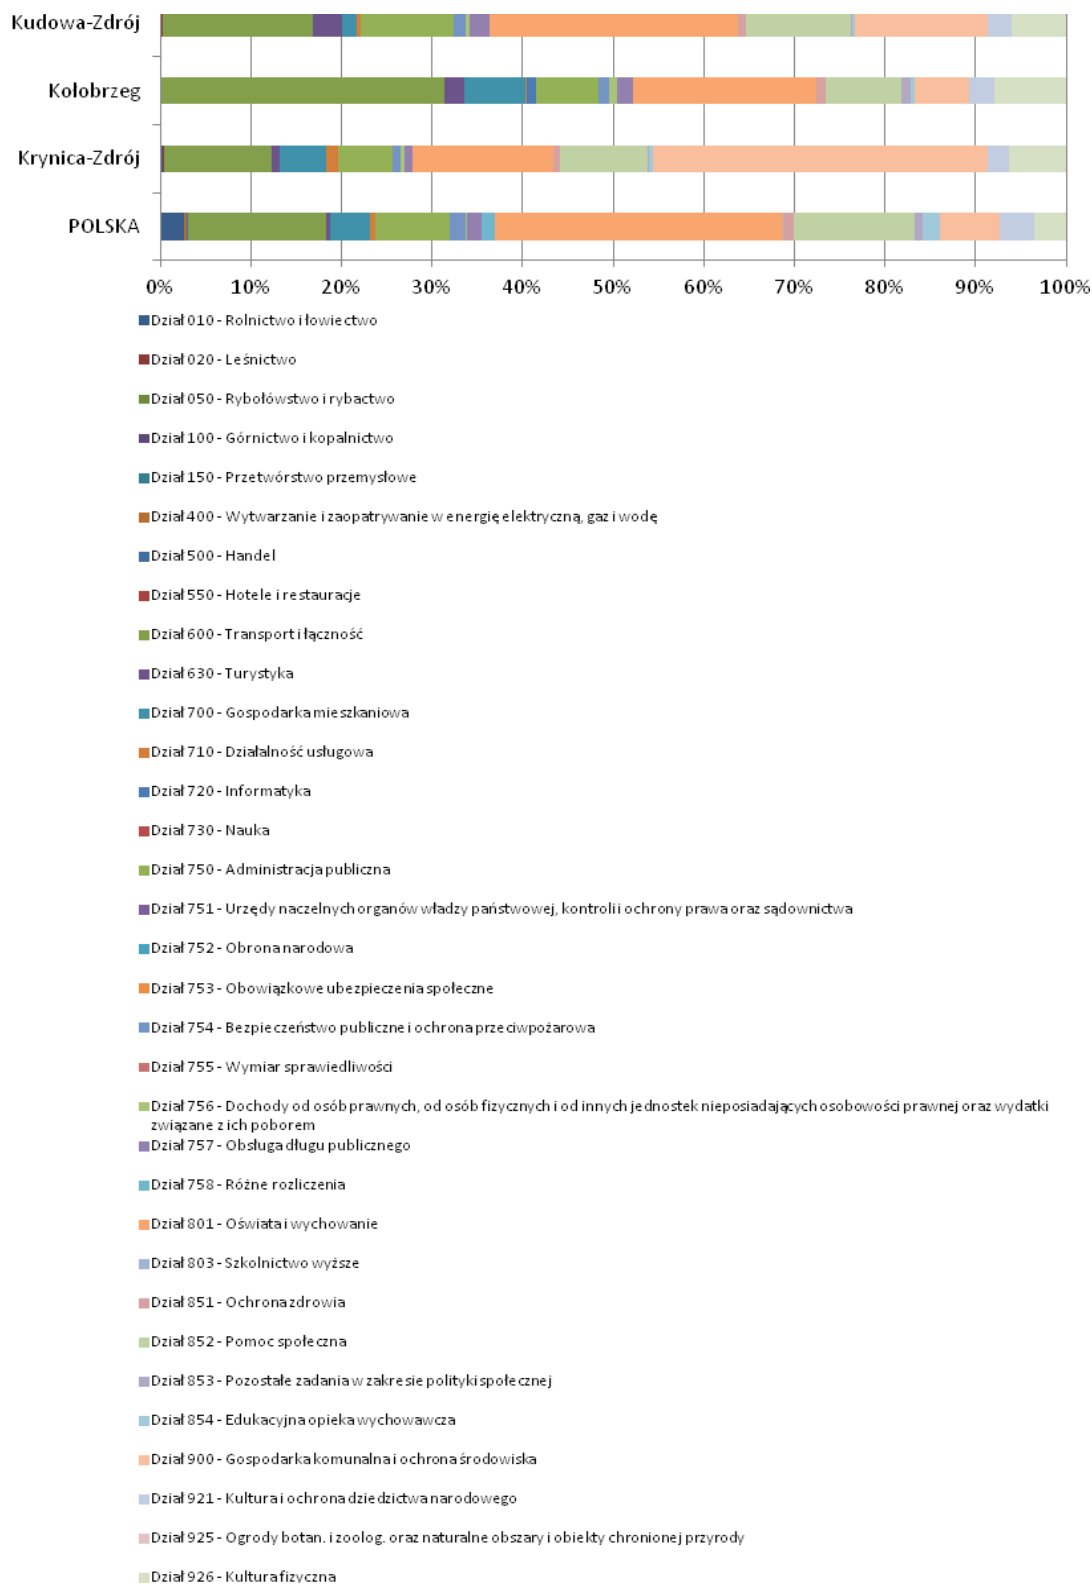 Kudowa-Zdrój
Kołobrzeg
Krynica-Zdrój
POLSKA
0% 10% 20% 30% 40% 50% 60% 70% 80% 90% 100%
Dział 010 - Rolnictwo i łowiectwo
Dział 020 - Leśnictwo
Dział 050 - Rybołówstwo i rybactwo
Dział 100 - Górnictwo i kopalnictwo
Dział 150 - Przetwórstwo przemysłowe
Dział 400 - Wytwarzanie i zaopatrywanie w energię elektryczną, gaz i wodę
Dział 500 - Handel
Dział 550 - Hotele i restauracje
Dział 600 - Transport i łączność
Dział 630 - Turystyka
Dział 700 - Gospodarka mieszkaniowa
Dział 710 - Działalność usługowa
Dział 720 - Informatyka
Dział 730 - Nauka
Dział 750 - Administracja publiczna
Dział 751 - Urzędy naczelnych organów władzy państwowej, kontroli i ochrony prawa oraz sądownictwa
Dział 752 - Obrona narodowa
Dział 753 - Obowiązkowe ubezpieczenia społeczne
Dział 754 - Bezpieczeństwo publiczne i ochrona przeciwpożarowa
Dział 755 - Wymiar sprawiedliwości
Dział 756 - Dochody od osób prawnych, od osób fizycznych i od innych jednostek nieposiadających osobowości prawnej oraz wydatki
związane z ich poborem
Dział 757 - Obsługa długu publicznego
Dział 758 - Różne rozliczenia
Dział 801 - Oświata i wychowanie
Dział 803 - Szkolnictwo wyższe
Dział 851 - Ochrona zdrowia
Dział 852 - Pomoc społeczna
Dział 853 - Pozostałe zadania w zakresie polityki społecznej
Dział 854 - Edukacyjna opieka wychowawcza
Dział 900 - Gospodarka komunalna i ochrona środowiska
Dział 921 - Kultura i ochrona dziedzictwa narodowego
Dział 925 - Ogrody botan. i zoolog. oraz naturalne obszary i obiekty chronionej przyrody
Dział 926 - Kultura fizyczna